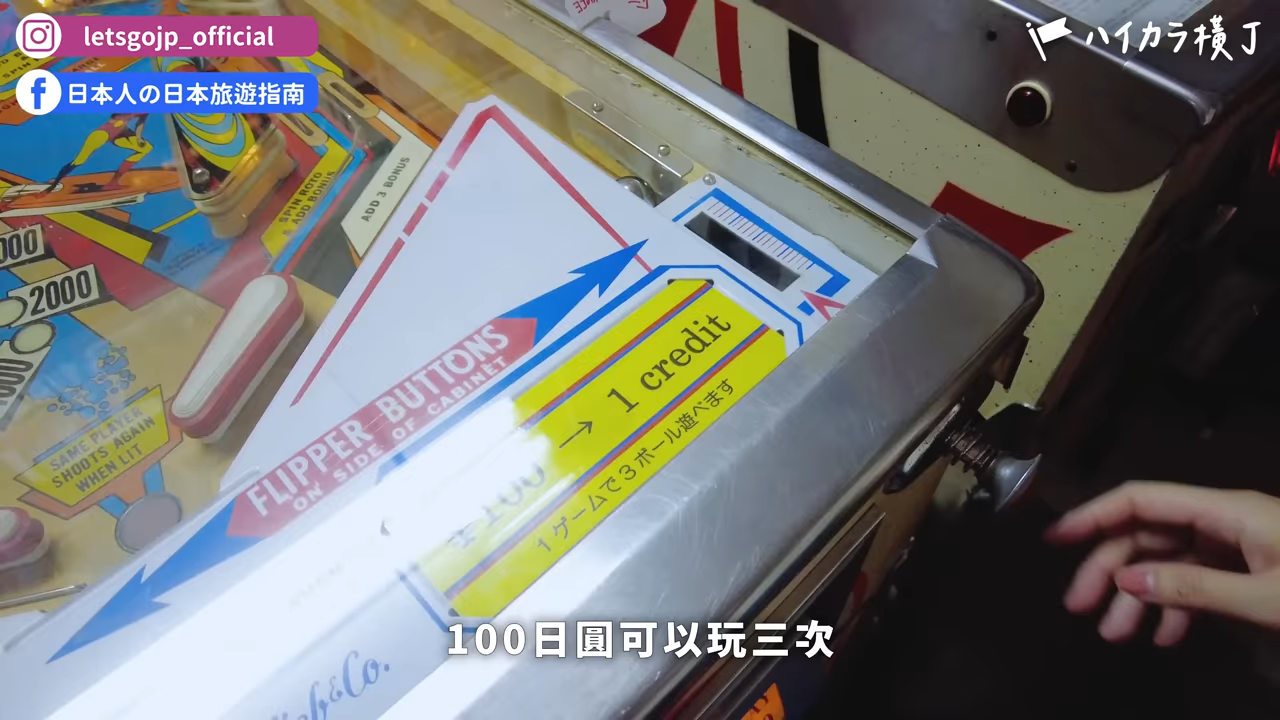 letsgojp_official
日本人の日本旅遊指南
ハイカラ横丁
ADD 3 BONUS
SPIN ROTO
& ADD BONUS
2000
SAME PLAYER
SHOOTS AGAIN
WHEN LIT
FLIPPER BUTTONS
ON SIDE OF CABINET
¥100 → 1 credit
1ゲームで3ボール遊べます
100日圓可以玩三次